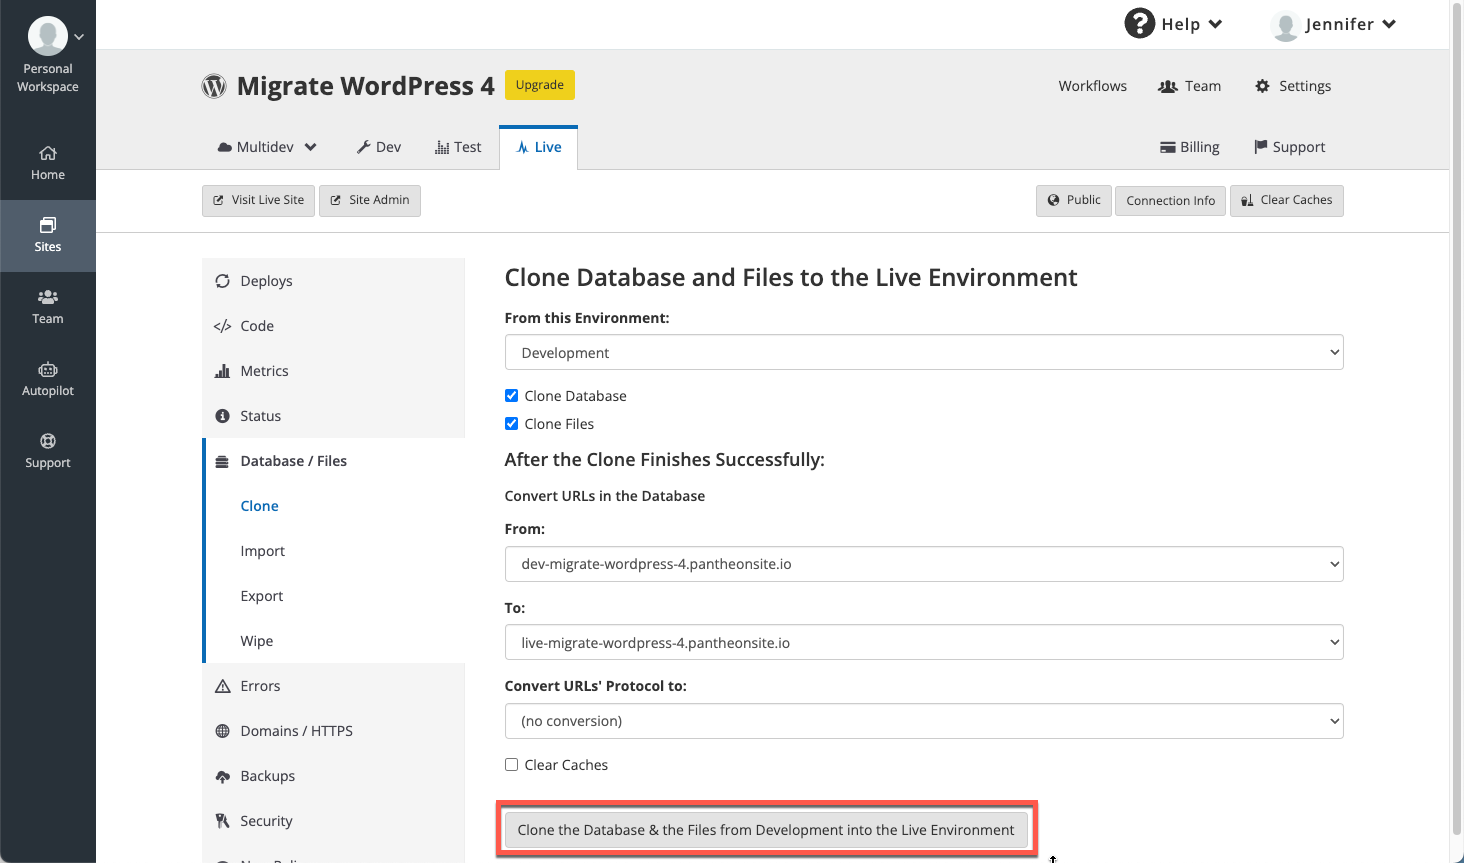 Help
Jennifer
Personal
Workspace
Home
Sites
Team
Autopilot
Support
Migrate WordPress 4
Upgrade
Workflows
Team
Settings
Multidev
Dev
Test
Live
Billing
Support
Visit Live Site
Site Admin
Public
Connection Info
Clear Caches
Deploys
Code
Metrics
Status
Database / Files
Clone
Import
Export
Wipe
Errors
Domains / HTTPS
Backups
Security
Clone Database and Files to the Live Environment
From this Environment:
Development
Clone Database
Clone Files
After the Clone Finishes Successfully:
Convert URLs in the Database
From:
dev-migrate-wordpress-4.pantheonsite.io
To:
live-migrate-wordpress-4.pantheonsite.io
Convert URLs' Protocol to:
(no conversion)
Clear Caches
Clone the Database & the Files from Development into the Live Environment